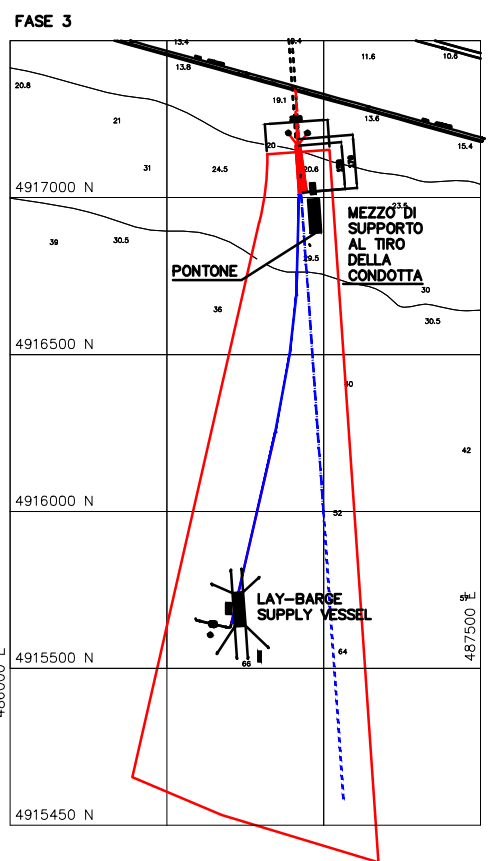 FASE 3
13.4
19.4
11.6
10.6
13.8
20.8
19.1
13.6
21
15.4
20
31
24.5
20.6
4917000 N
23.5
MEZZO DI
SUPPORTO
AL TIRO
DELLA
CONDOTTA
39
30.5
29.5
PONTONE
30
36
30.5
4916500 N
40
42
4916000 N
52
57
LAY-BARGE
SUPPLY VESSEL
487500 E
64
66
4915500 N
486000 E
4915450 N